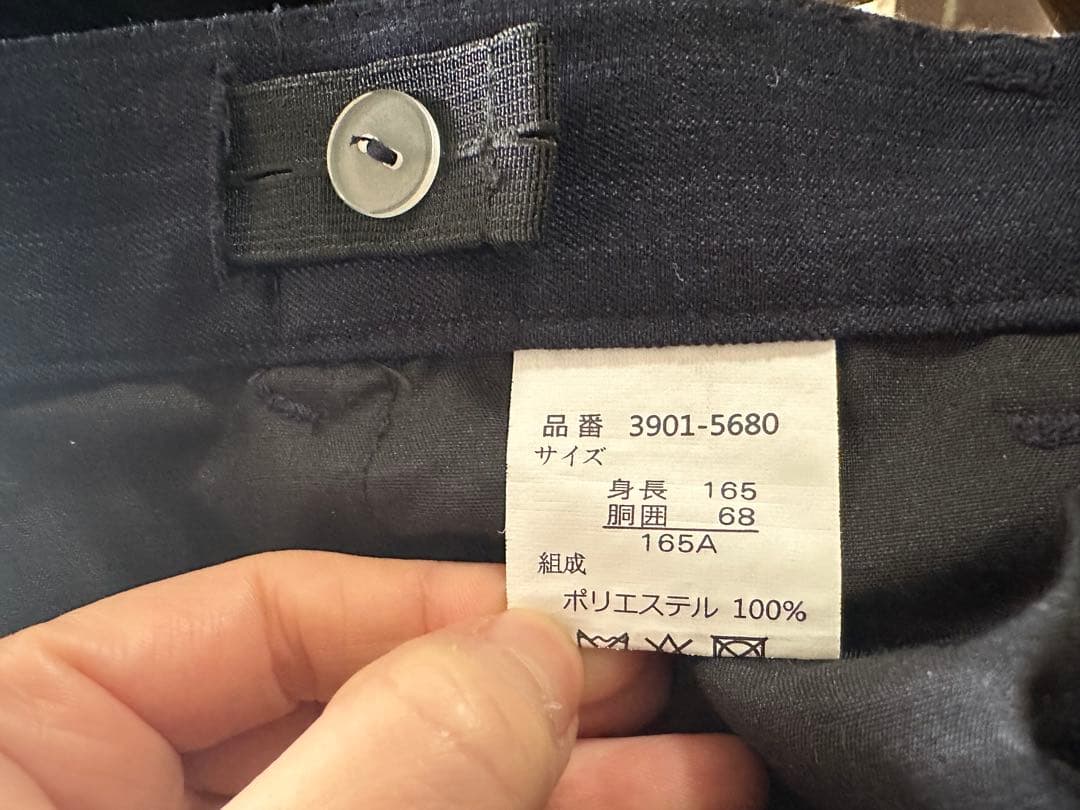 品番 3901-5680
サイズ
身長 165
胴囲 68
165A
組成
ポリエステル 100%